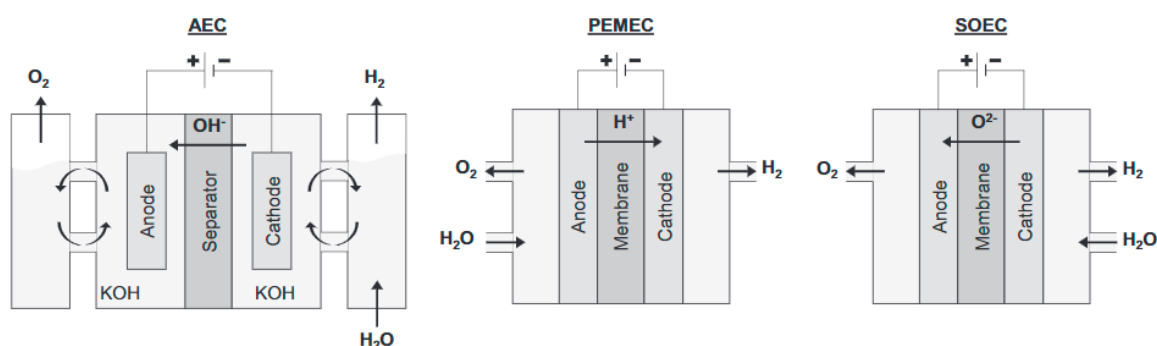 AEC
+ −
O₂
H₂
OH⁻
Anode
Separator
Cathode
KOH
KOH
H₂O
PEMEC
+ −
H⁺
O₂
H₂
H₂O
Anode
Membrane
Cathode
SOEC
+ −
O²⁻
O₂
H₂
H₂O
Anode
Membrane
Cathode